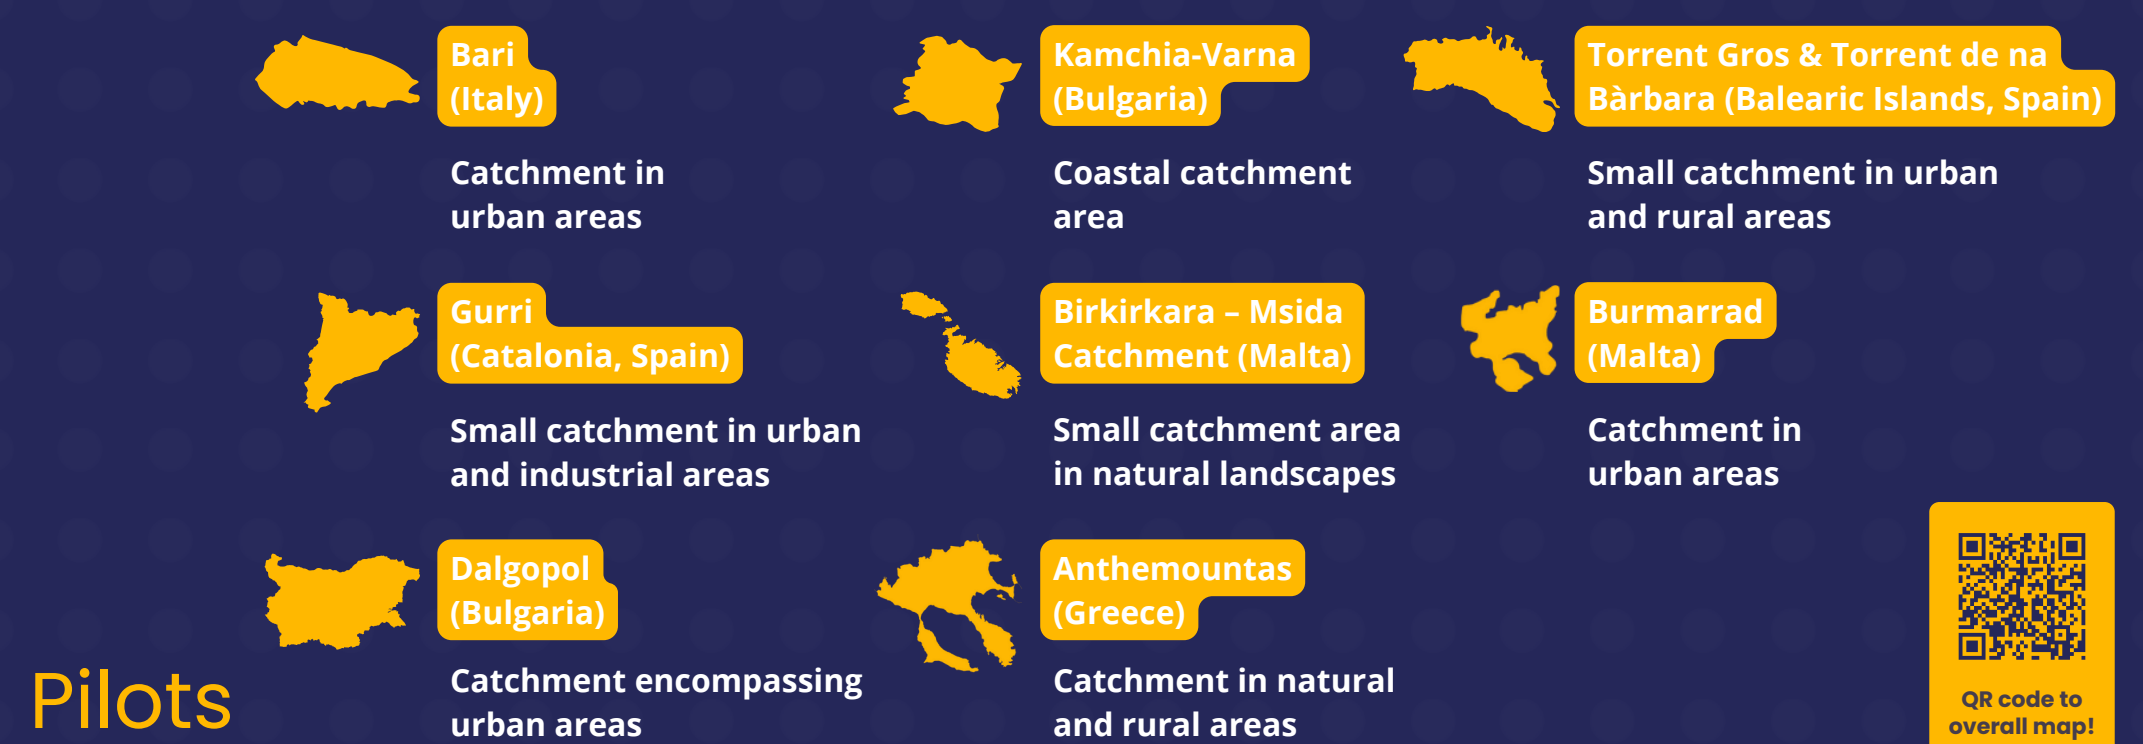 Bari
(Italy)
Catchment in
urban areas
Kamchia-Varna
(Bulgaria)
Coastal catchment
area
Torrent Gros & Torrent de na
Bàrbara (Balearic Islands, Spain)
Small catchment in urban
and rural areas
Gurri
(Catalonia, Spain)
Small catchment in urban
and industrial areas
Birkirkara – Msida
Catchment (Malta)
Small catchment area
in natural landscapes
Burmarrad
(Malta)
Catchment in
urban areas
Dalgopol
(Bulgaria)
Catchment encompassing
urban areas
Anthemountas
(Greece)
Catchment in natural
and rural areas
Pilots
QR code to
overall map!